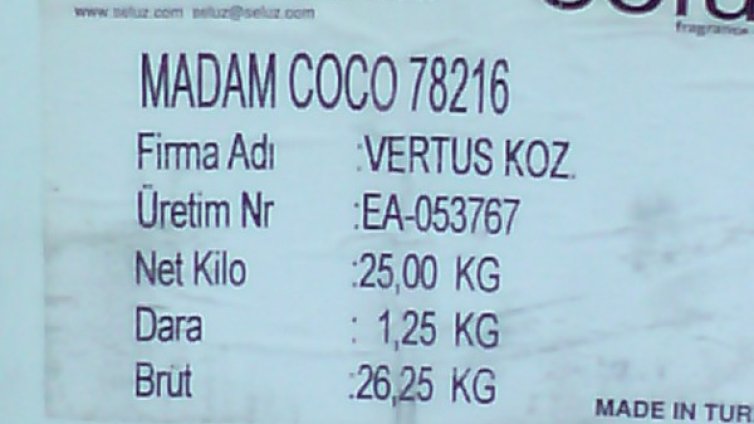 www.seluz.com seluz@seluz.com
fragrance
MADAM COCO 78216
Firma Adı :VERTUS KOZ.
Üretim Nr :EA-053767
Net Kilo :25,00 KG
Dara : 1,25 KG
Brüt :26,25 KG
MADE IN TUR